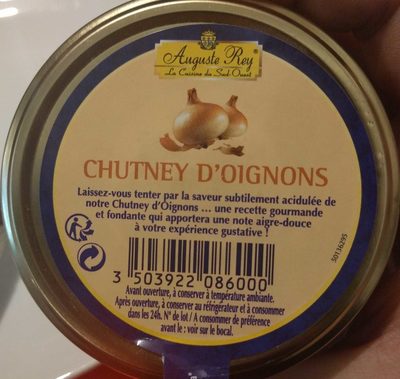 Auguste Rey
La Cuisine du Sud-Ouest
CHUTNEY D'OIGNONS
Laissez-vous tenter par la saveur subtilement acidulée de
notre Chutney d'Oignons ... une recette gourmande
et fondante qui apportera une note aigre-douce
à votre expérience gustative !
50136295
3 503922 086000
Avant ouverture, à conserver à température ambiante.
Après ouverture, à conserver au réfrigérateur et à consommer
dans les 24h. N° de lot / A consommer de préférence
avant le : voir sur le bocal.